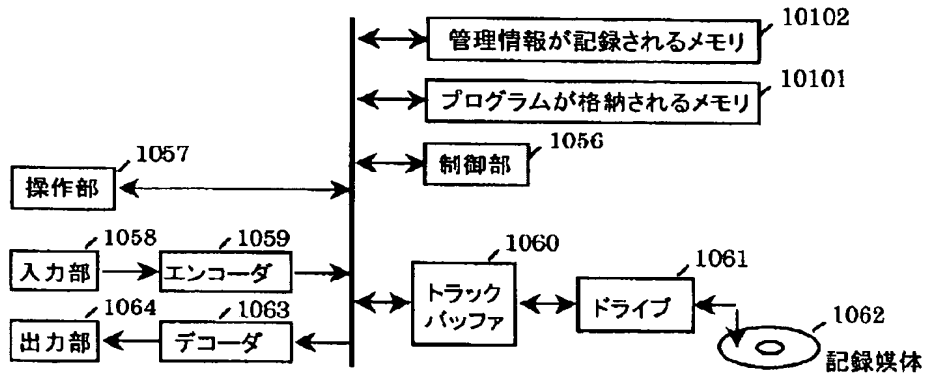 10102
管理情報が記録されるメモリ
10101
プログラムが格納されるメモリ
1056
制御部
1057
操作部
1058
入力部
1059
エンコーダ
1060
トラック
バッファ
1061
ドライブ
1062
記録媒体
1064
出力部
1063
デコーダ